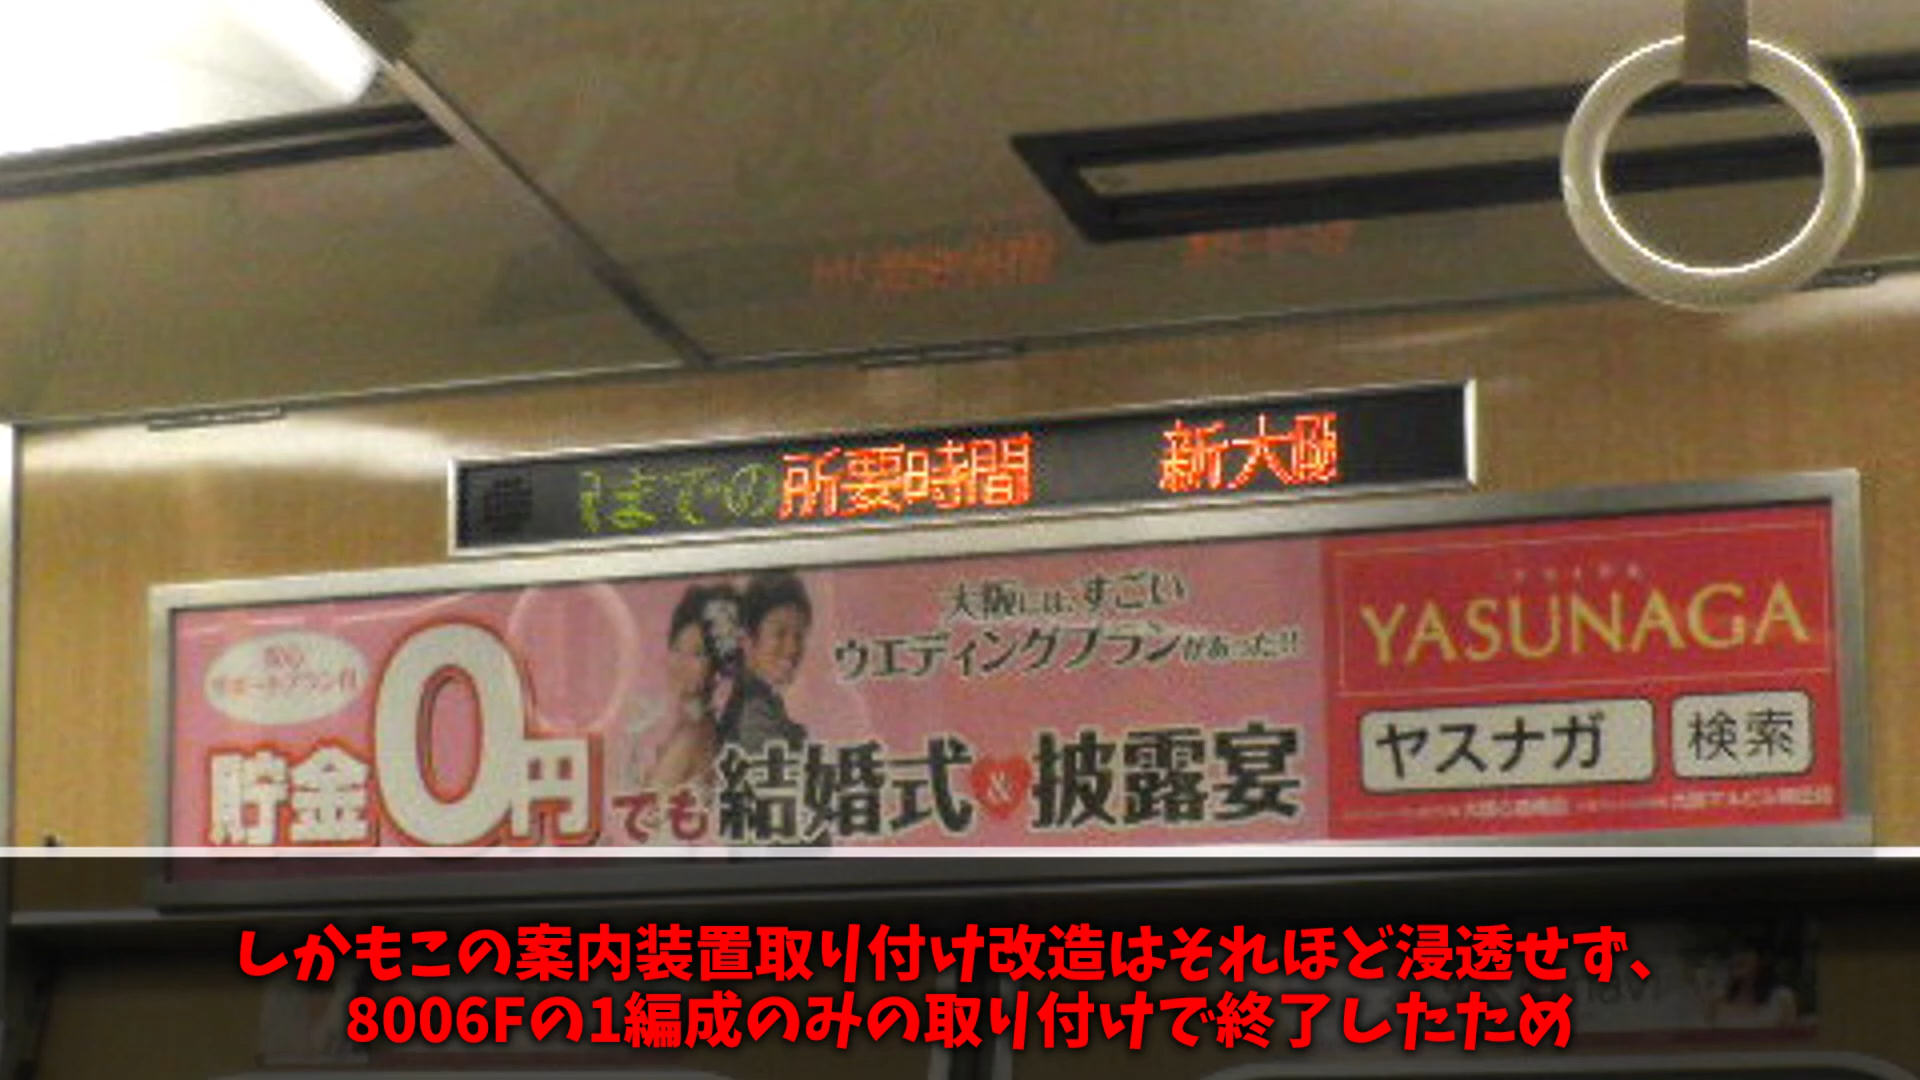 までの所要時間 新大阪
大阪には、すごい
ウエディングプランがあった!!
貯金0円でも結婚式&披露宴
YASUNAGA
ヤスナガ 検索
しかもこの案内装置取り付け改造はそれほど浸透せず、
8006Fの1編成のみの取り付けで終了したため